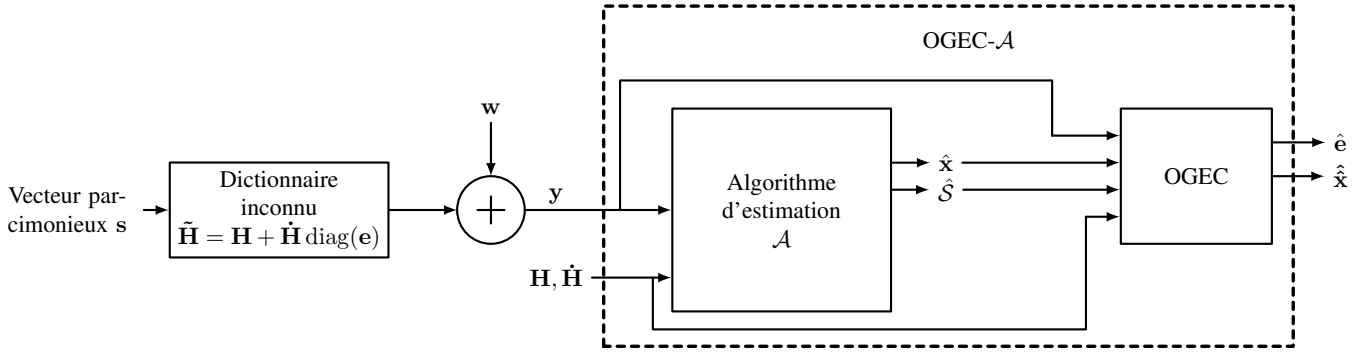 OGEC-𝒜
w
Vecteur par-
cimonieux s
Dictionnaire
inconnu
H̃ = H + Ḣ diag(e)
y
H, Ḣ
Algorithme
d'estimation
𝒜
x̂
Ŝ
OGEC
ê
x̂̂